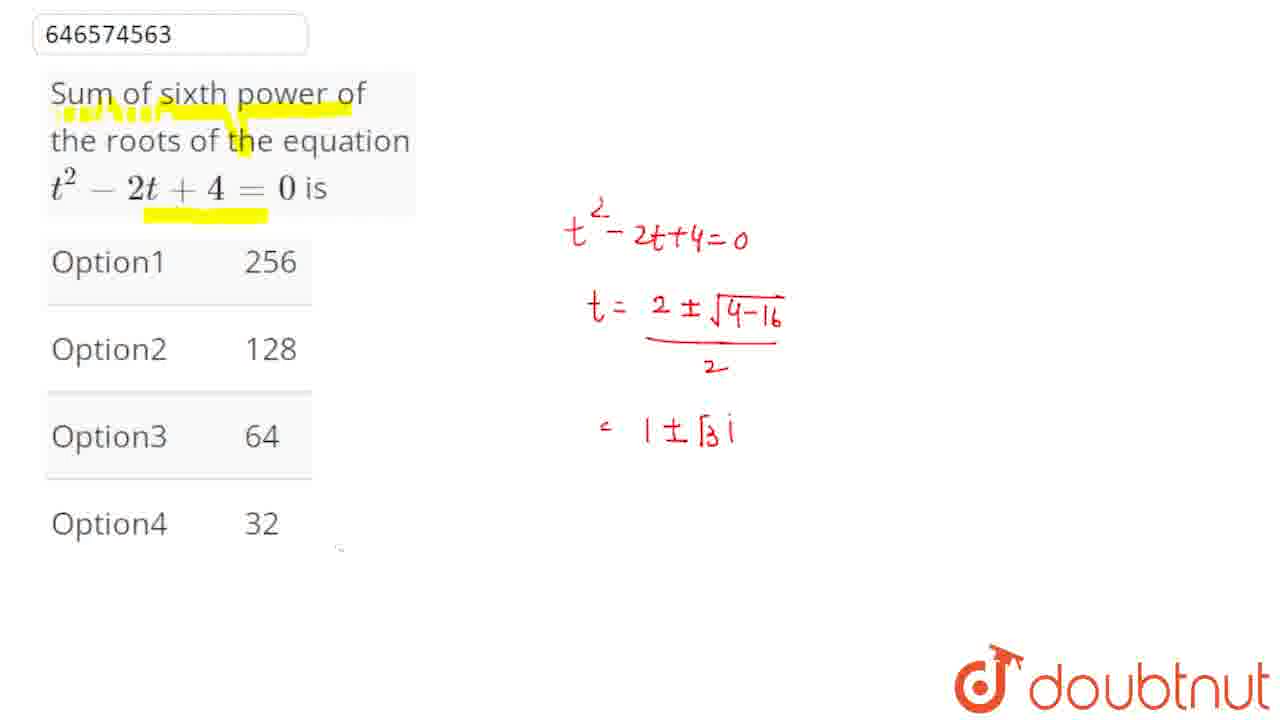 646574563
Sum of sixth power of
the roots of the equation
t² − 2t + 4 = 0 is
Option1 256
Option2 128
Option3 64
Option4 32
t² - 2t + 4 = 0
t = 2 ± √4-16
2
= 1 ± √3 i
doubtnut